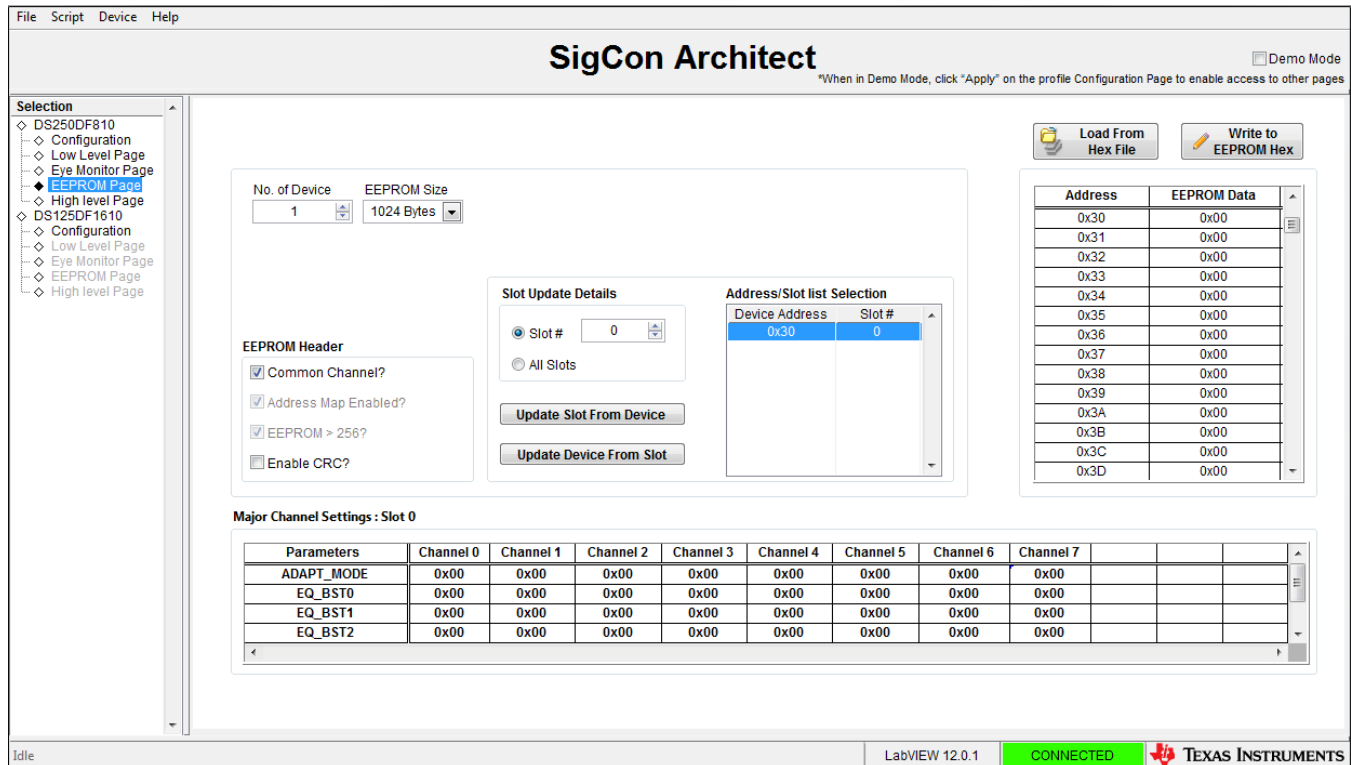 File Script Device Help
SigCon Architect
Demo Mode
*When in Demo Mode, click "Apply" on the profile Configuration Page to enable access to other pages
Selection
DS250DF810
Configuration
Low Level Page
Eye Monitor Page
EEPROM Page
High level Page
DS125DF1610
Configuration
Low Level Page
Eye Monitor Page
EEPROM Page
High level Page
Load From
Hex File
Write to
EEPROM Hex
No. of Device EEPROM Size
1 1024 Bytes
EEPROM Header
Common Channel?
Address Map Enabled?
EEPROM > 256?
Enable CRC?
Slot Update Details
Slot # 0
All Slots
Update Slot From Device
Update Device From Slot
Address/Slot list Selection
Device Address Slot #
0x30 0
Address EEPROM Data
0x30 0x00
0x31 0x00
0x32 0x00
0x33 0x00
0x34 0x00
0x35 0x00
0x36 0x00
0x37 0x00
0x38 0x00
0x39 0x00
0x3A 0x00
0x3B 0x00
0x3C 0x00
0x3D 0x00
Major Channel Settings : Slot 0
Parameters Channel 0 Channel 1 Channel 2 Channel 3 Channel 4 Channel 5 Channel 6 Channel 7
ADAPT_MODE 0x00 0x00 0x00 0x00 0x00 0x00 0x00 0x00
EQ_BST0 0x00 0x00 0x00 0x00 0x00 0x00 0x00 0x00
EQ_BST1 0x00 0x00 0x00 0x00 0x00 0x00 0x00 0x00
EQ_BST2 0x00 0x00 0x00 0x00 0x00 0x00 0x00 0x00
Idle LabVIEW 12.0.1 CONNECTED TEXAS INSTRUMENTS